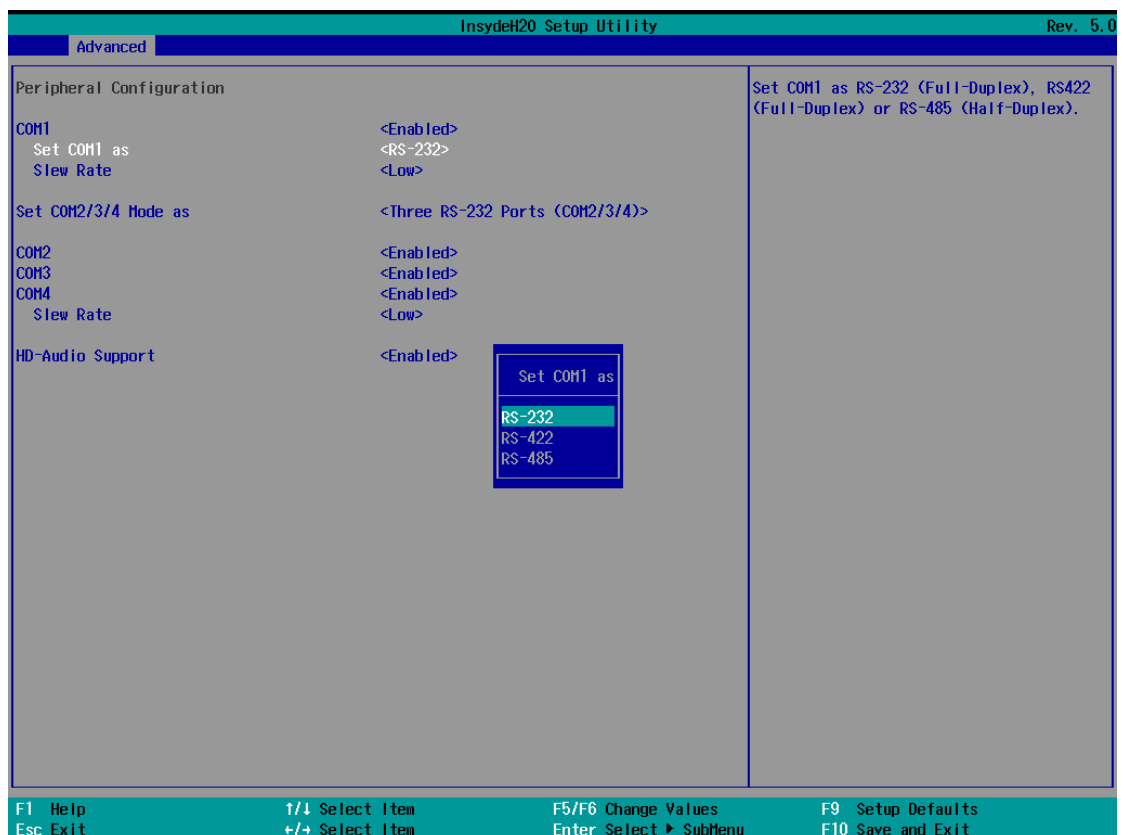 InsydeH2O Setup Utility Rev. 5.0
Advanced
Peripheral Configuration
COM1 <Enabled>
Set COM1 as <RS-232>
Slew Rate <Low>
Set COM2/3/4 Mode as <Three RS-232 Ports (COM2/3/4)>
COM2 <Enabled>
COM3 <Enabled>
COM4 <Enabled>
Slew Rate <Low>
HD-Audio Support <Enabled>
Set COM1 as RS-232 (Full-Duplex), RS422
(Full-Duplex) or RS-485 (Half-Duplex).
Set COM1 as
RS-232
RS-422
RS-485
F1 Help ↑/↓ Select Item F5/F6 Change Values F9 Setup Defaults
Esc Exit ←/→ Select Item Enter Select ▶ SubMenu F10 Save and Exit